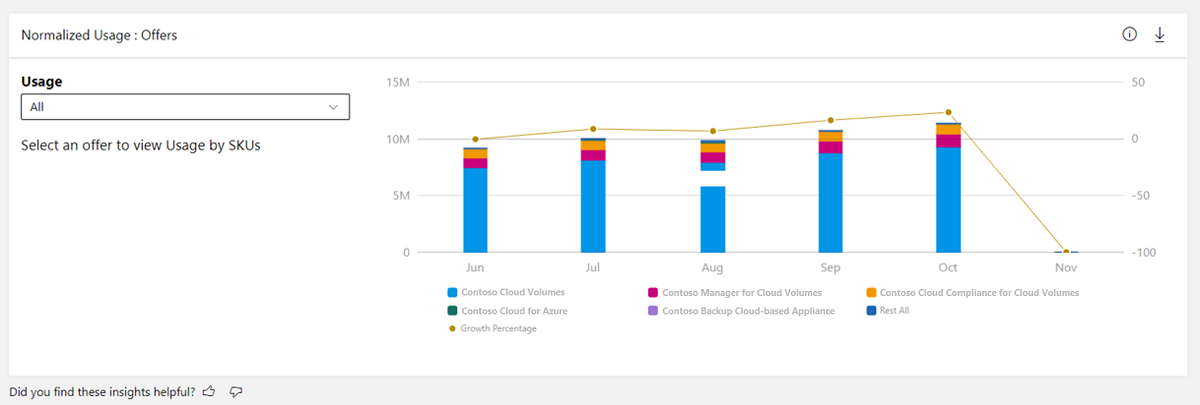 Normalized Usage : Offers
Usage
All
Select an offer to view Usage by SKUs
15M 50
10M 0
5M -50
0 -100
Jun Jul Aug Sep Oct Nov
Contoso Cloud Volumes Contoso Manager for Cloud Volumes Contoso Cloud Compliance for Cloud Volumes
Contoso Cloud for Azure Contoso Backup Cloud-based Appliance Rest All
Growth Percentage
Did you find these insights helpful?